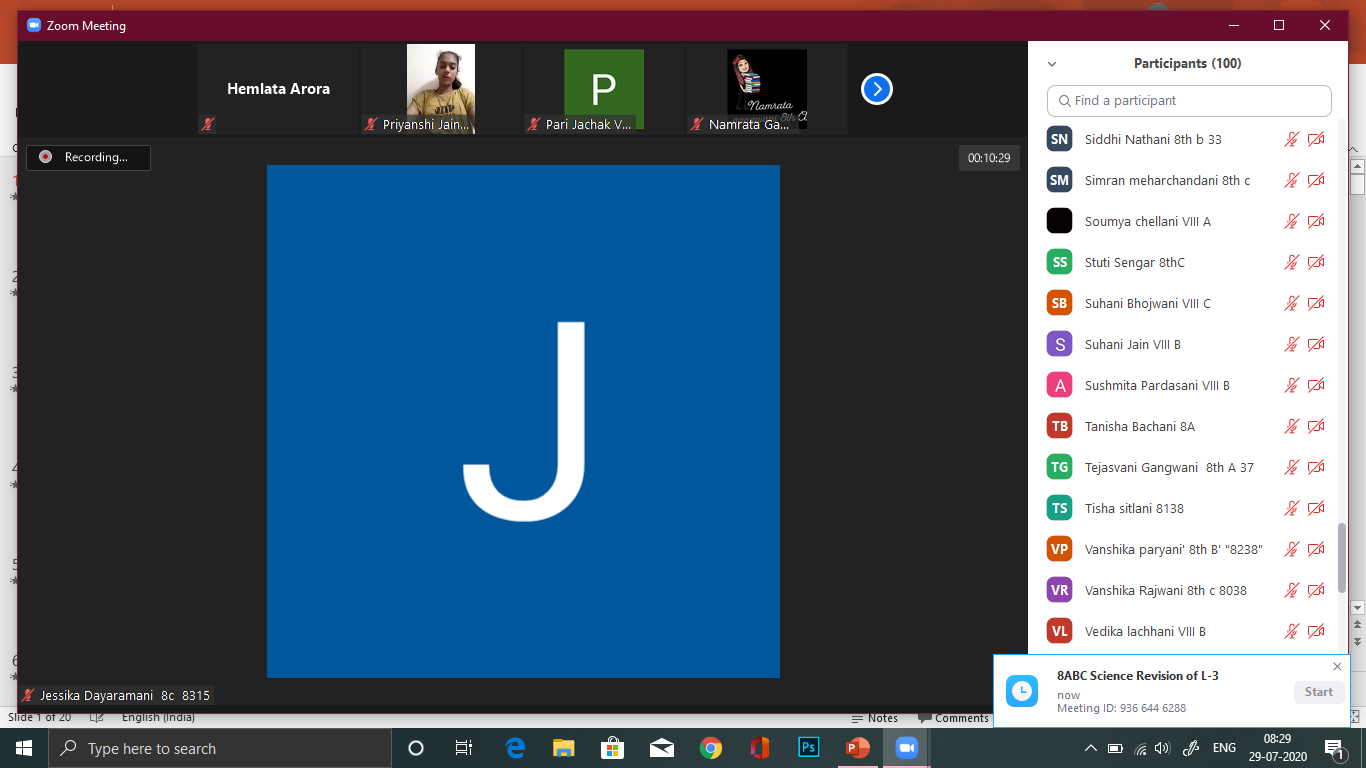 Zoom Meeting
Hemlata Arora
Priyanshi Jain...
P
Pari Jachak V...
Namrata
8th A
Namrata Ga...
Recording...
00:10:29
J
Jessika Dayaramani 8c 8315
Participants (100)
Find a participant
SN Siddhi Nathani 8th b 33
SM Simran meharchandani 8th c
Soumya chellani VIII A
SS Stuti Sengar 8thC
SB Suhani Bhojwani VIII C
S Suhani Jain VIII B
A Sushmita Pardasani VIII B
TB Tanisha Bachani 8A
TG Tejasvani Gangwani 8th A 37
TS Tisha sitlani 8138
VP Vanshika paryani' 8th B' "8238"
VR Vanshika Rajwani 8th c 8038
VL Vedika lachhani VIII B
8ABC Science Revision of L-3
now
Meeting ID: 936 644 6288
Start
Slide 1 of 20 English (India) Notes Comments
Type here to search
Ps
ENG
08:29
29-07-2020
1